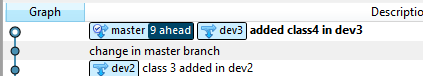 Graph Descriptio
master 9 ahead dev3 added class4 in dev3
change in master branch
dev2 class 3 added in dev2